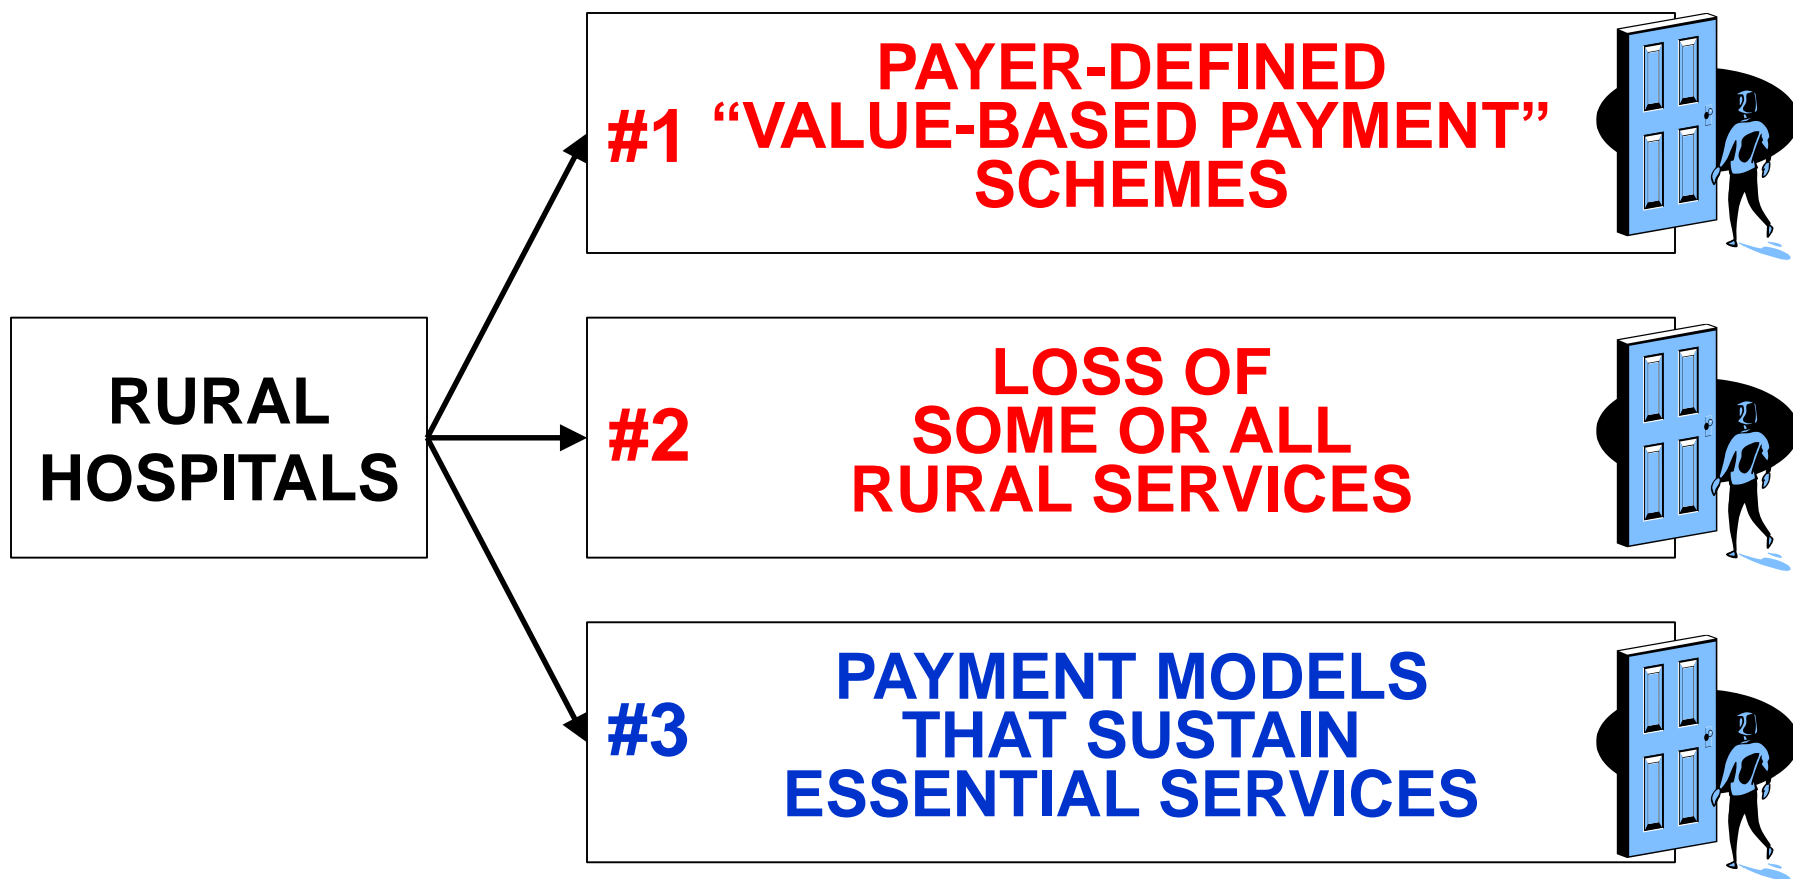 RURAL
HOSPITALS
#1
PAYER-DEFINED
“VALUE-BASED PAYMENT”
SCHEMES
#2
LOSS OF
SOME OR ALL
RURAL SERVICES
#3
PAYMENT MODELS
THAT SUSTAIN
ESSENTIAL SERVICES